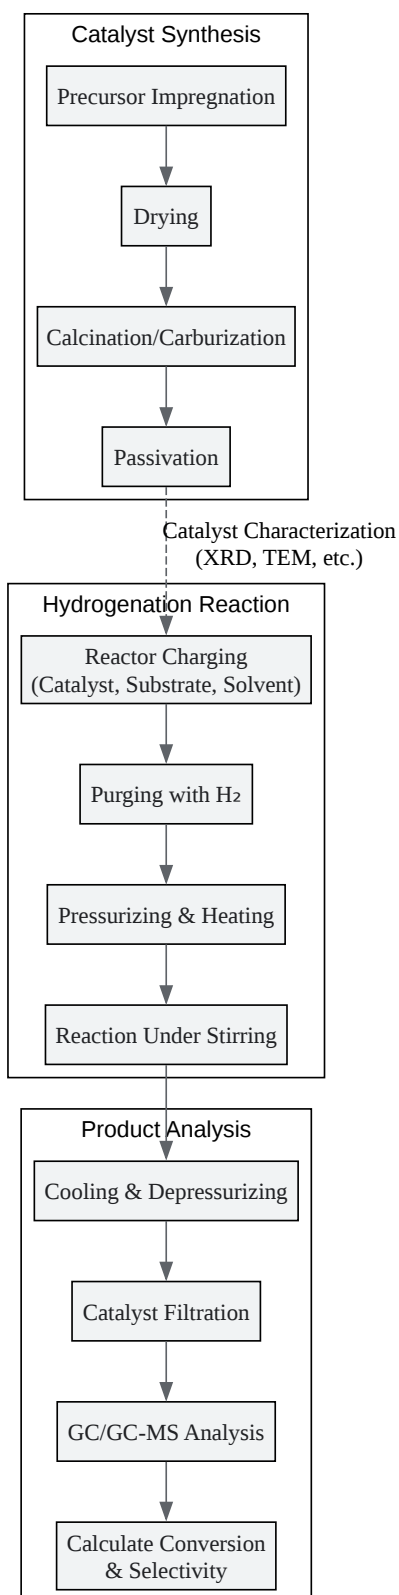 Catalyst Synthesis
Precursor Impregnation
Drying
Calcination/Carburization
Passivation
Catalyst Characterization
(XRD, TEM, etc.)
Hydrogenation Reaction
Reactor Charging
(Catalyst, Substrate, Solvent)
Purging with H₂
Pressurizing & Heating
Reaction Under Stirring
Product Analysis
Cooling & Depressurizing
Catalyst Filtration
GC/GC-MS Analysis
Calculate Conversion
& Selectivity